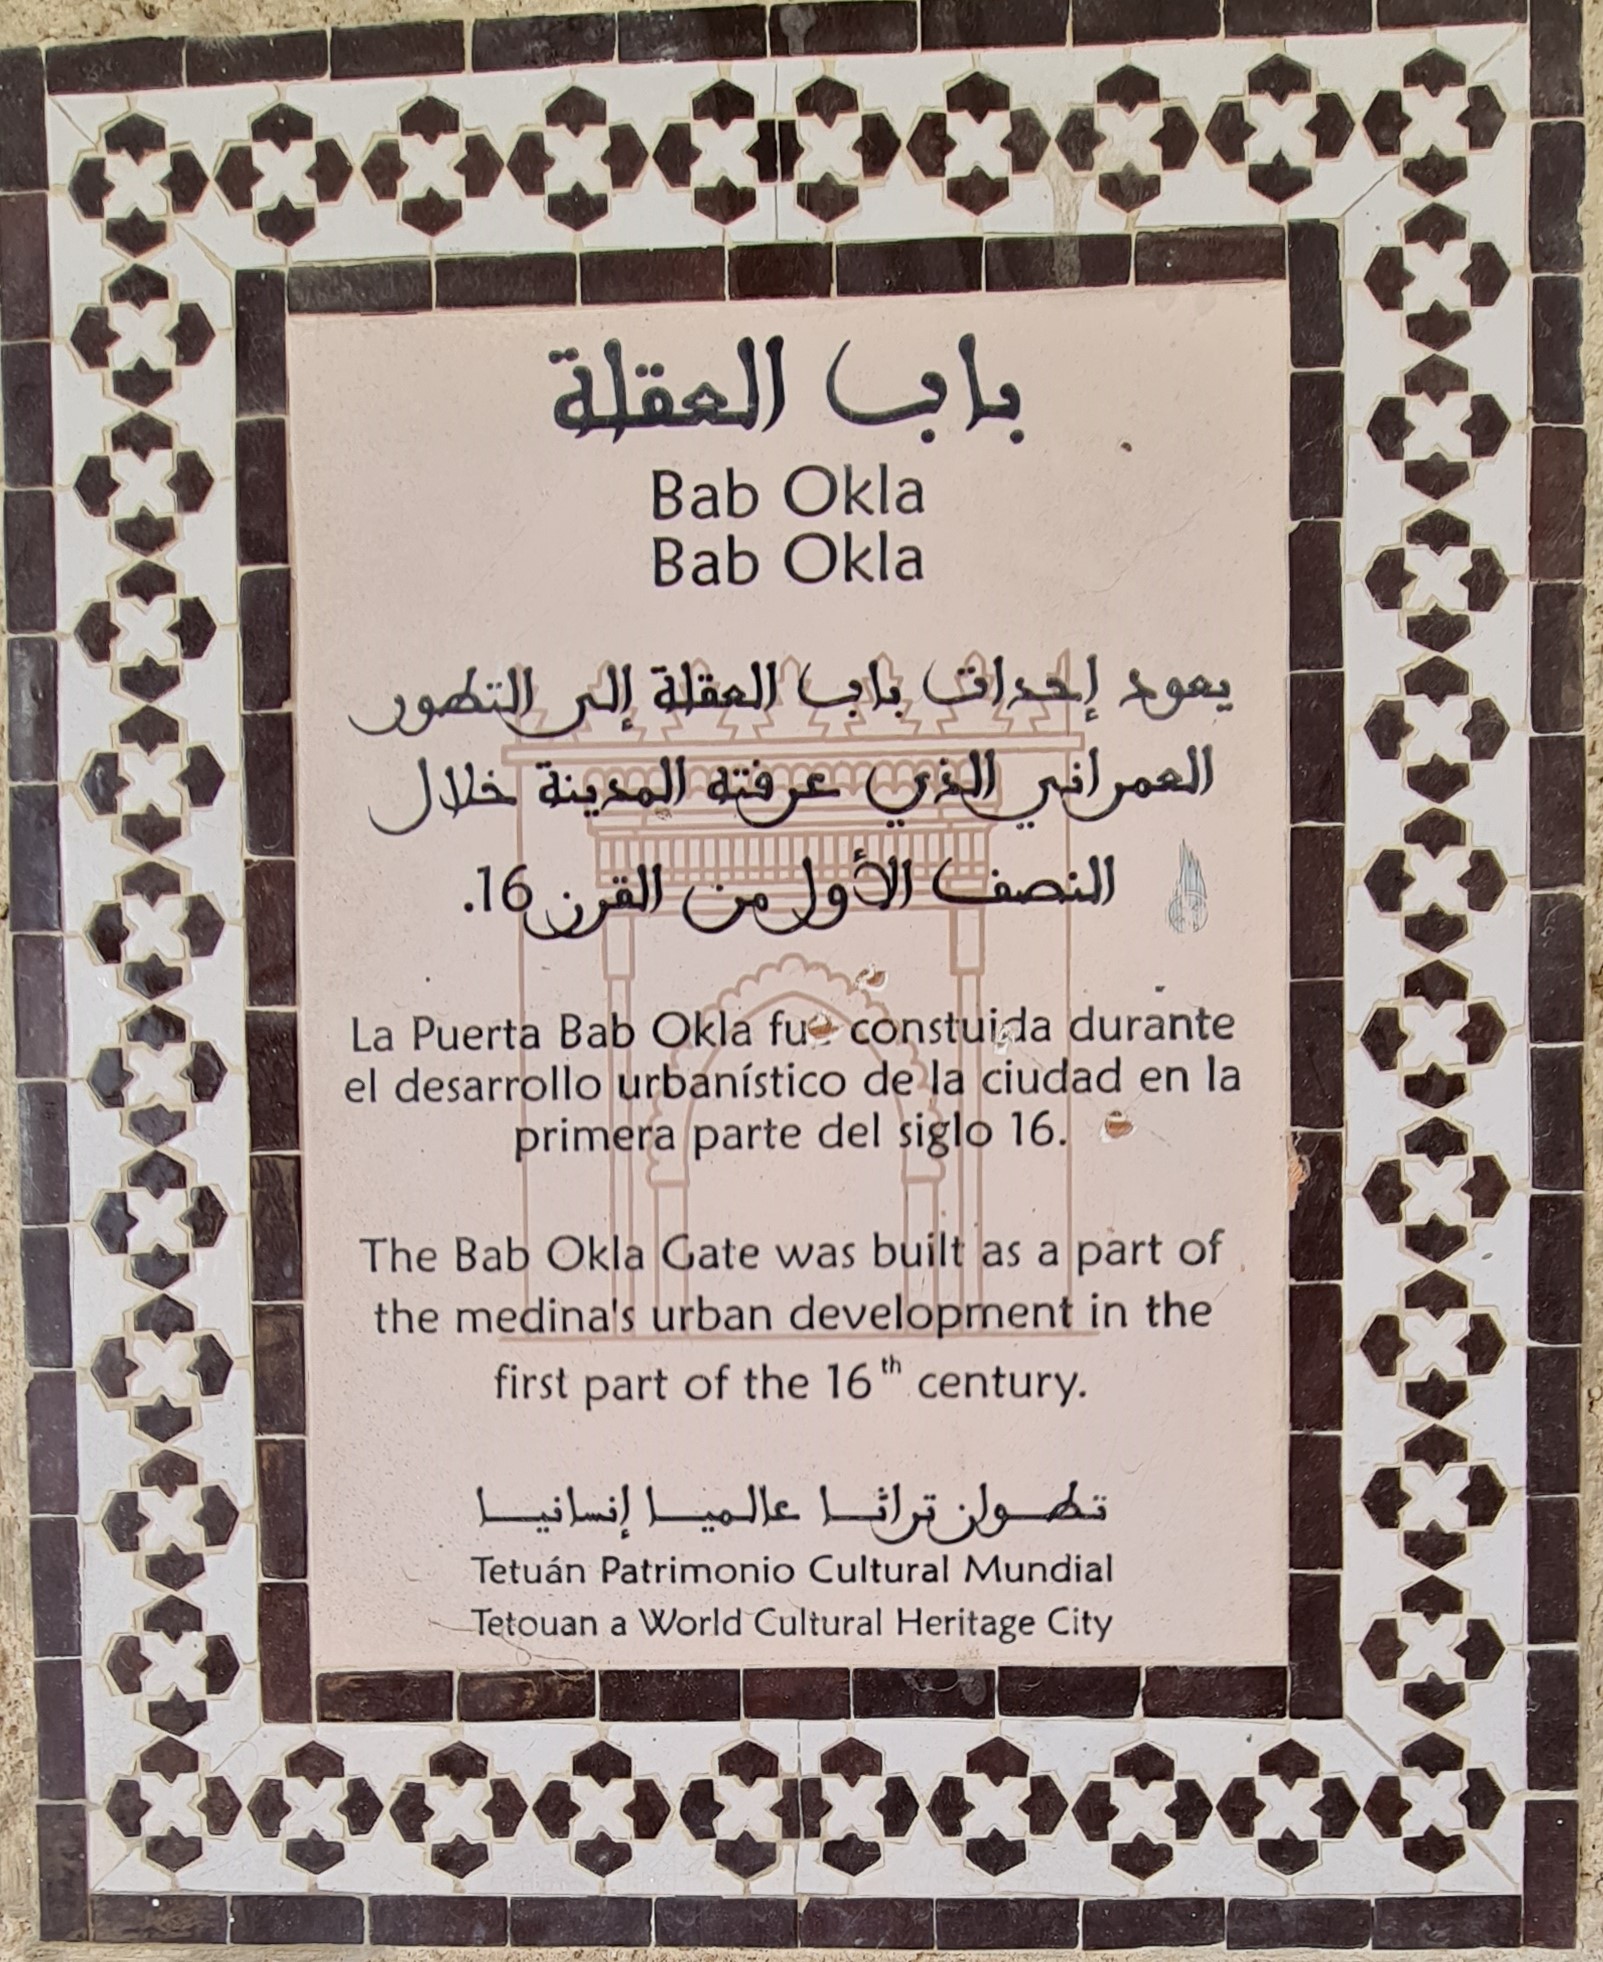 باب العقلة
Bab Okla
Bab Okla
يعود إحداث باب العقلة إلى التطور
العمراني الذي عرفته المدينة خلال
النصف الأول من القرن 16.
La Puerta Bab Okla fue constuida durante
el desarrollo urbanístico de la ciudad en la
primera parte del siglo 16.
The Bab Okla Gate was built as a part of
the medina's urban development in the
first part of the 16th century.
تطوان تراثا عالميا إنسانيا
Tetuán Patrimonio Cultural Mundial
Tetouan a World Cultural Heritage City